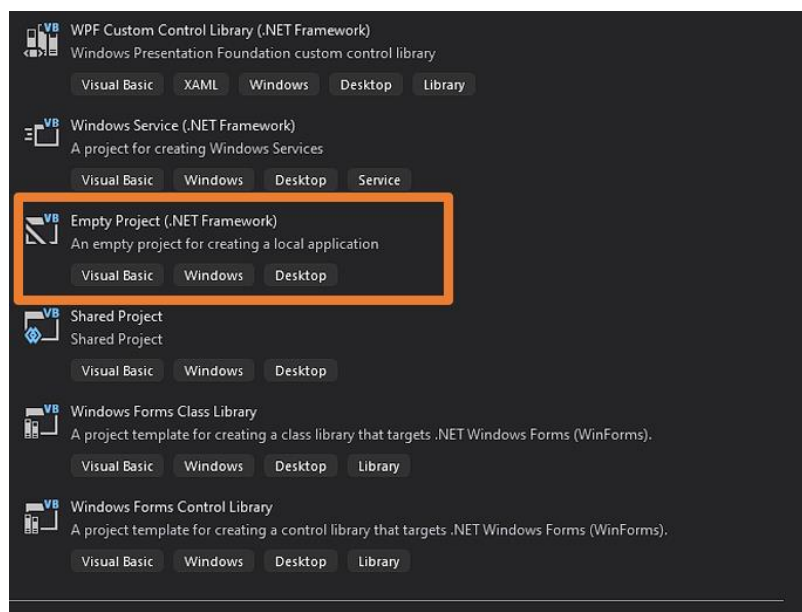 VB WPF Custom Control Library (.NET Framework)
Windows Presentation Foundation custom control library
Visual Basic XAML Windows Desktop Library
VB Windows Service (.NET Framework)
A project for creating Windows Services
Visual Basic Windows Desktop Service
VB Empty Project (.NET Framework)
An empty project for creating a local application
Visual Basic Windows Desktop
VB Shared Project
Shared Project
Visual Basic Windows Desktop
VB Windows Forms Class Library
A project template for creating a class library that targets .NET Windows Forms (WinForms).
Visual Basic Windows Desktop Library
VB Windows Forms Control Library
A project template for creating a control library that targets .NET Windows Forms (WinForms).
Visual Basic Windows Desktop Library